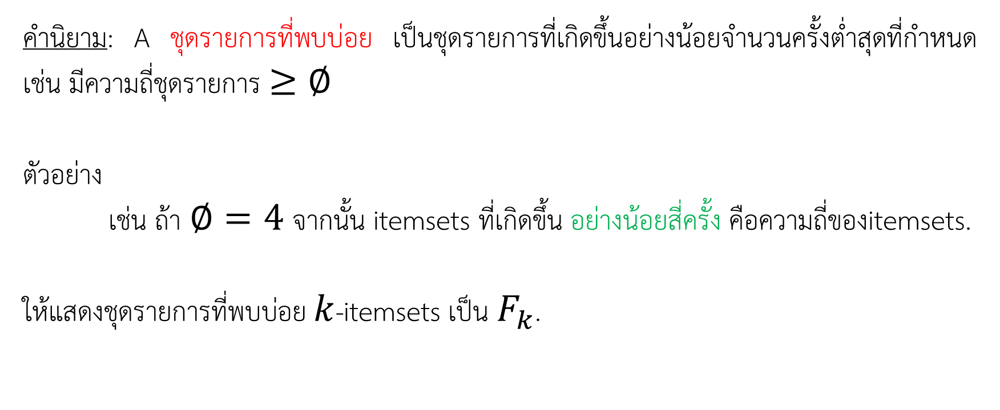 คำนิยาม: A ชุดรายการที่พบบ่อย เป็นชุดรายการที่เกิดขึ้นอย่างน้อยจำนวนครั้งต่ำสุดที่กำหนด
เช่น มีความถี่ชุดรายการ ≥ ∅
ตัวอย่าง
เช่น ถ้า ∅ = 4 จากนั้น itemsets ที่เกิดขึ้น อย่างน้อยสี่ครั้ง คือความถี่ของitemsets.
ให้แสดงชุดรายการที่พบบ่อย k-itemsets เป็น Fₖ.